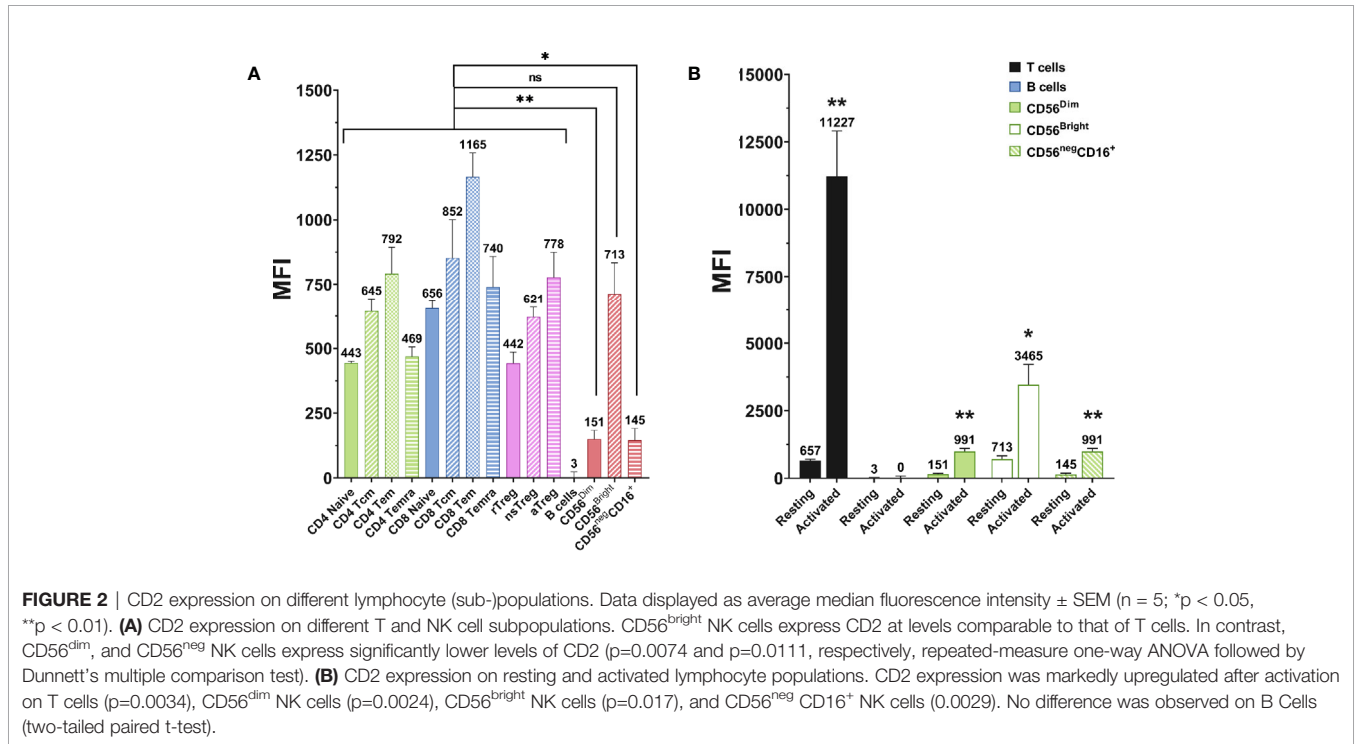 A
*
ns
**
1500
1250
1000
750
500
250
0
MFI
443
645
792
469
656
852
1165
740
442
621
778
3
151
713
145
CD4 Naive
CD4 Tcm
CD4 Tem
CD4 Temra
CD8 Naive
CD8 Tcm
CD8 Tem
CD8 Temra
rTreg
nsTreg
aTreg
B cells
CD56Dim
CD56Bright
CD56negCD16+
B
15000
12500
10000
7500
5000
2500
0
MFI
T cells
B cells
CD56Dim
CD56Bright
CD56negCD16+
657
**
11227
3
0
151
**
991
713
*
3465
145
**
991
Resting
Activated
Resting
Activated
Resting
Activated
Resting
Activated
Resting
Activated
FIGURE 2 | CD2 expression on different lymphocyte (sub-)populations. Data displayed as average median fluorescence intensity ± SEM (n = 5; *p < 0.05,
**p < 0.01). (A) CD2 expression on different T and NK cell subpopulations. CD56bright NK cells express CD2 at levels comparable to that of T cells. In contrast,
CD56dim, and CD56neg NK cells express significantly lower levels of CD2 (p=0.0074 and p=0.0111, respectively, repeated-measure one-way ANOVA followed by
Dunnett's multiple comparison test). (B) CD2 expression on resting and activated lymphocyte populations. CD2 expression was markedly upregulated after activation
on T cells (p=0.0034), CD56dim NK cells (p=0.0024), CD56bright NK cells (p=0.017), and CD56neg CD16+ NK cells (0.0029). No difference was observed on B Cells
(two-tailed paired t-test).